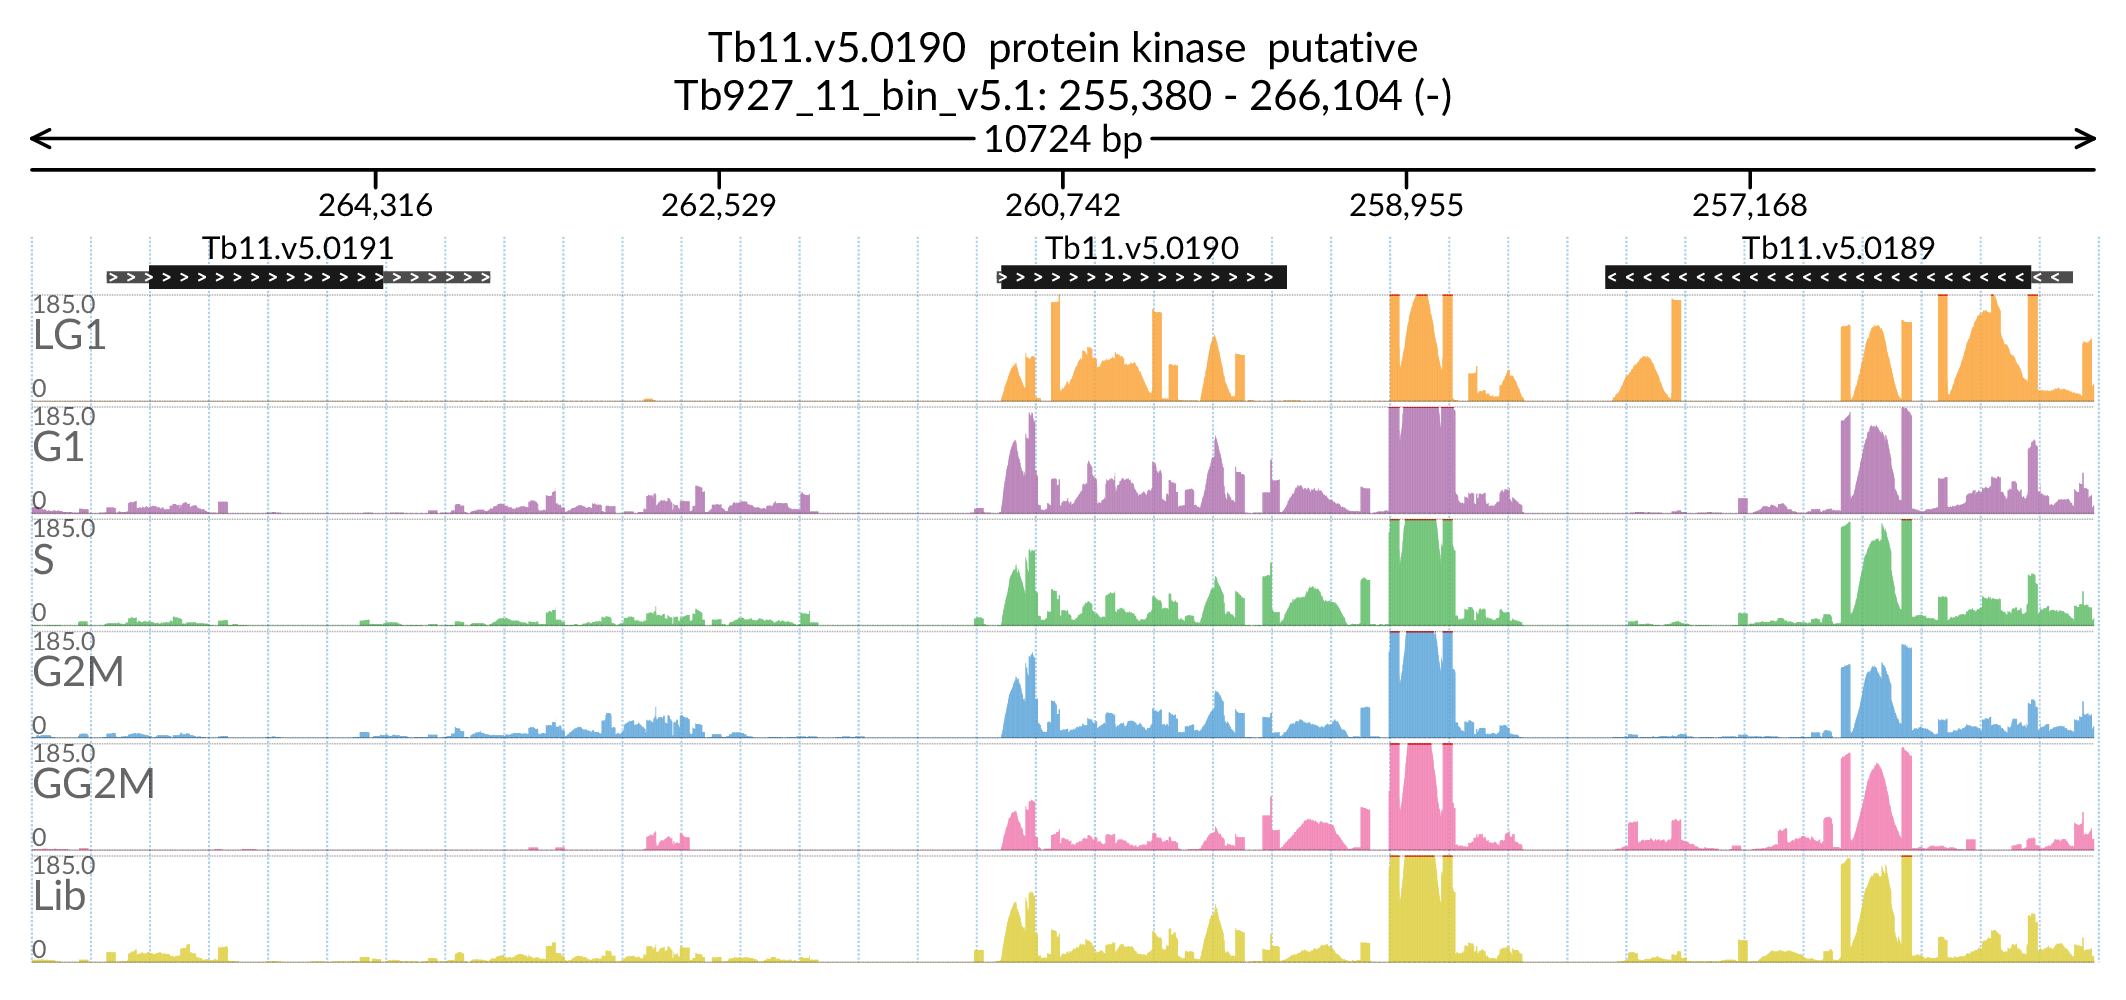 Tb11.v5.0190 protein kinase putative
Tb927_11_bin_v5.1: 255,380 - 266,104 (-)
10724 bp
264,316 262,529 260,742 258,955 257,168
Tb11.v5.0191 Tb11.v5.0190 Tb11.v5.0189
185.0
LG1
0
185.0
G1
0
185.0
S
0
185.0
G2M
0
185.0
GG2M
0
185.0
Lib
0